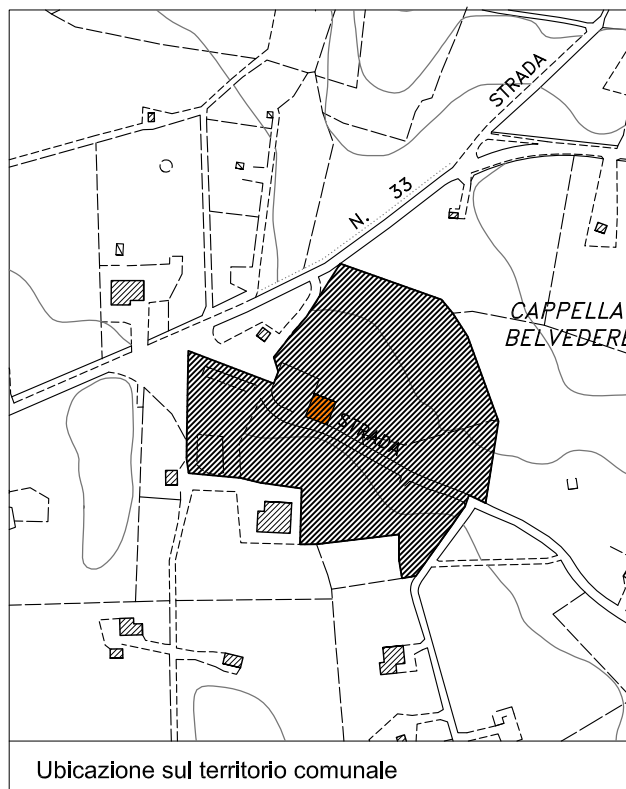 STRADA
N. 33
CAPPELLA
BELVEDERE
STRADA
Ubicazione sul territorio comunale